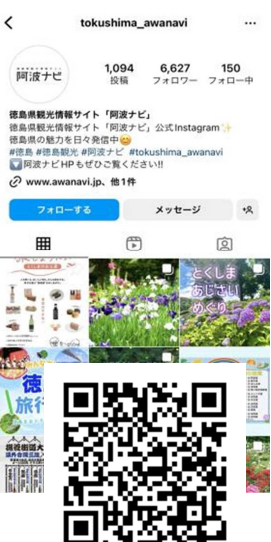 tokushima_awanavi
阿波ナビ
1,094
投稿
6,627
フォロワー
150
フォロー中
徳島県観光情報サイト「阿波ナビ」
徳島県観光情報サイト「阿波ナビ」公式Instagram✨
徳島県の魅力を日々発信中😊
#徳島 #徳島観光 #阿波ナビ #tokushima_awanavi
🔽阿波ナビHPもぜひご覧ください!!
www.awanavi.jp、他1件
フォローする
メッセージ
とくしま
あじさい
めぐり
徳
旅行